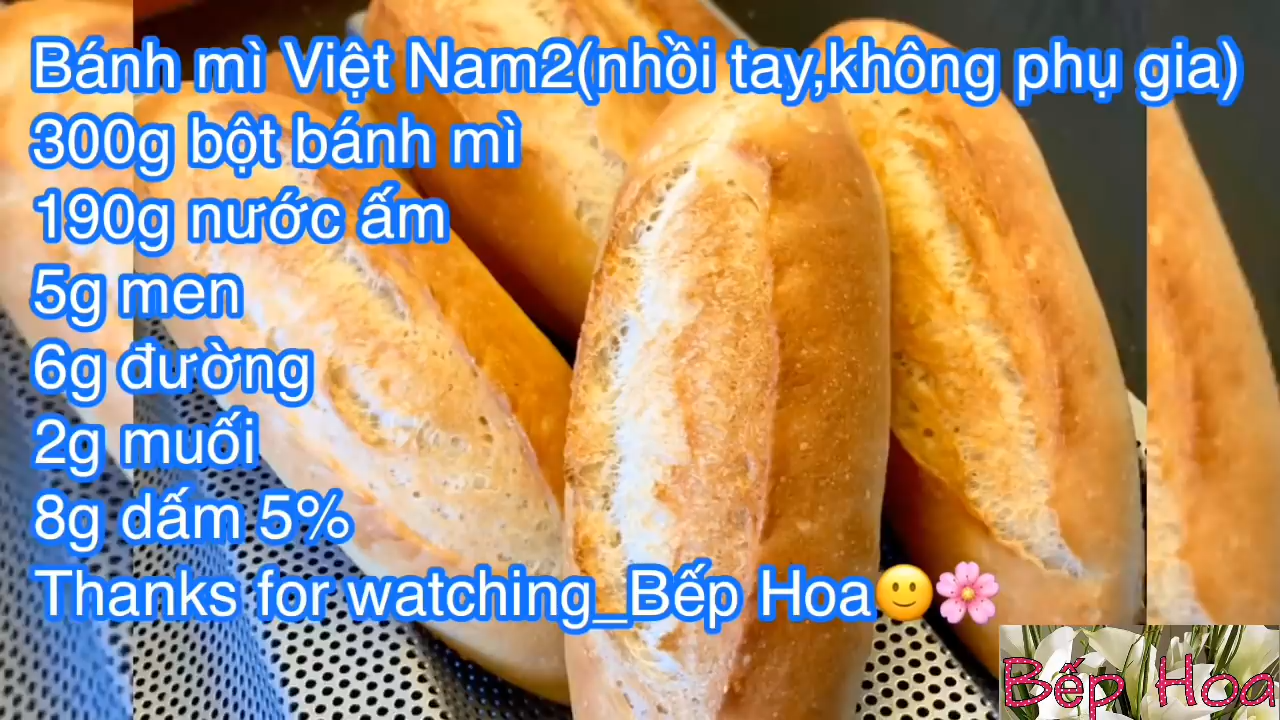 Bánh mì Việt Nam2(nhồi tay,không phụ gia)
300g bột bánh mì
190g nước ấm
5g men
6g đường
2g muối
8g dấm 5%
Thanks for watching_Bếp Hoa🙂🌸
Bếp Hoa